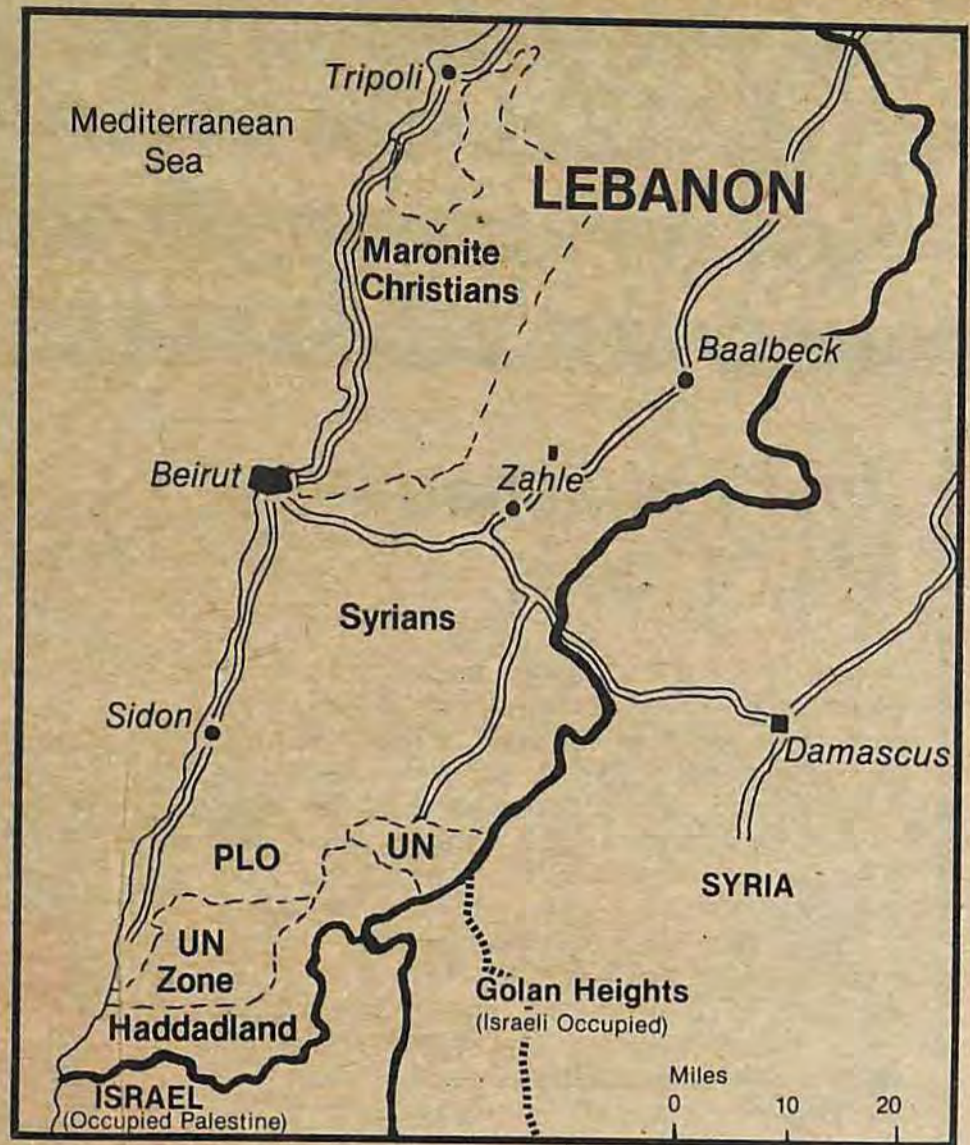 Tripoli
Mediterranean
Sea
LEBANON
Maronite
Christians
Baalbeck
Beirut
Zahle
Syrians
Sidon
Damascus
PLO
UN
SYRIA
UN
Zone
Golan Heights
(Israeli Occupied)
Haddadland
Miles
0 10 20
ISRAEL
(Occupied Palestine)